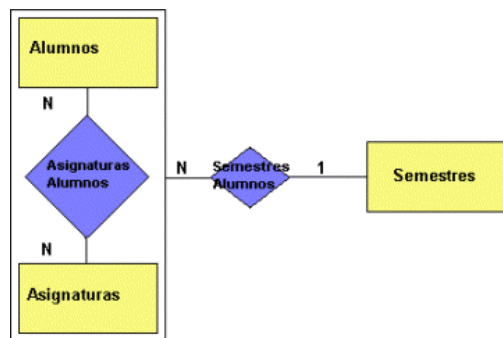 Alumnos
N
Asignaturas
Alumnos
N
Semestres
Alumnos
1
Semestres
N
Asignaturas